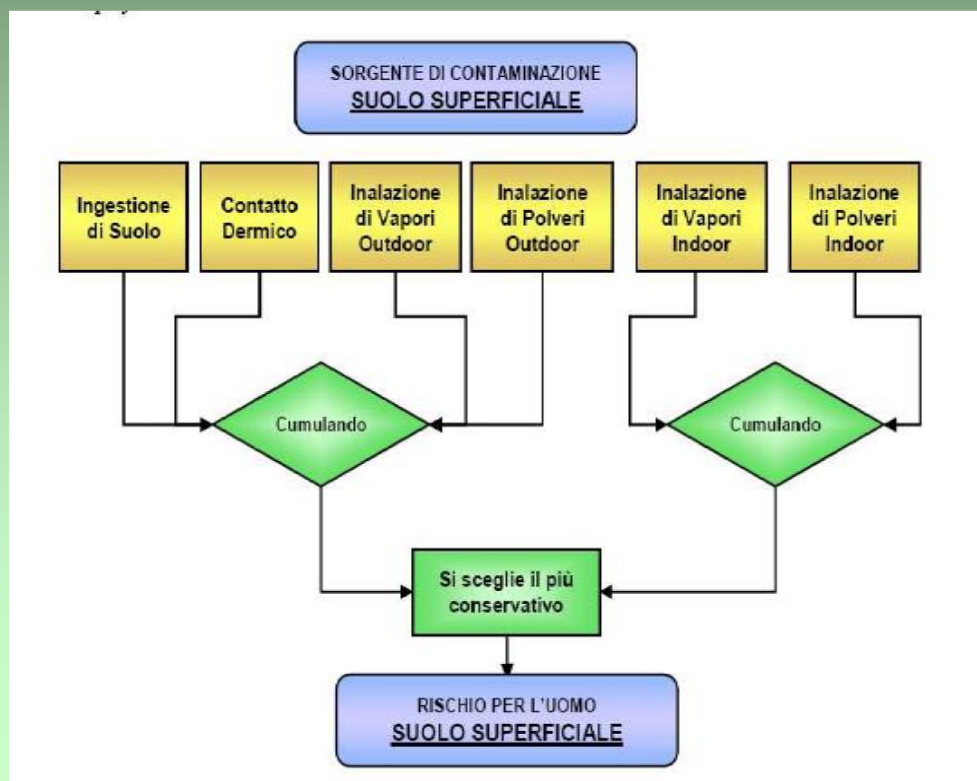 SORGENTE DI CONTAMINAZIONE
SUOLO SUPERFICIALE
Ingestione
di Suolo
Contatto
Dermico
Inalazione
di Vapori
Outdoor
Inalazione
di Polveri
Outdoor
Inalazione
di Vapori
Indoor
Inalazione
di Polveri
Indoor
Cumulando
Cumulando
Si sceglie il più
conservativo
RISCHIO PER L'UOMO
SUOLO SUPERFICIALE